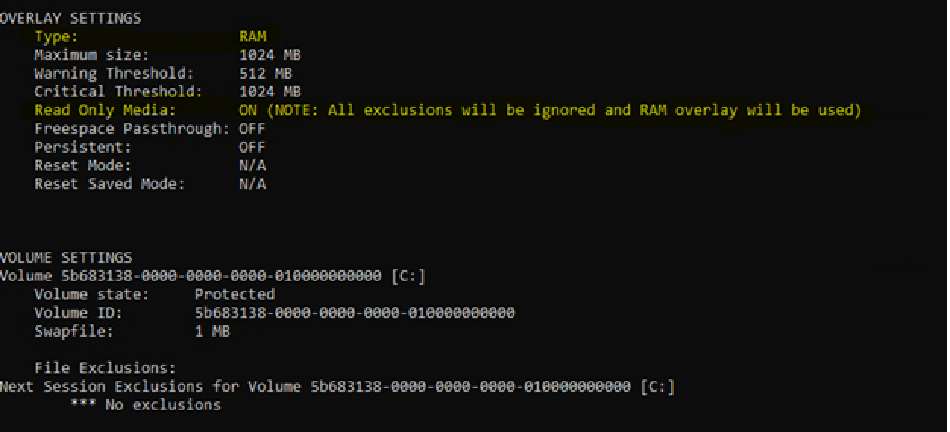 OVERLAY SETTINGS
Type: RAM
Maximum size: 1024 MB
Warning Threshold: 512 MB
Critical Threshold: 1024 MB
Read Only Media: ON (NOTE: All exclusions will be ignored and RAM overlay will be used)
Freespace Passthrough: OFF
Persistent: OFF
Reset Mode: N/A
Reset Saved Mode: N/A
VOLUME SETTINGS
Volume 5b683138-0000-0000-0000-010000000000 [C:]
Volume state: Protected
Volume ID: 5b683138-0000-0000-0000-010000000000
Swapfile: 1 MB
File Exclusions:
Next Session Exclusions for Volume 5b683138-0000-0000-0000-010000000000 [C:]
*** No exclusions